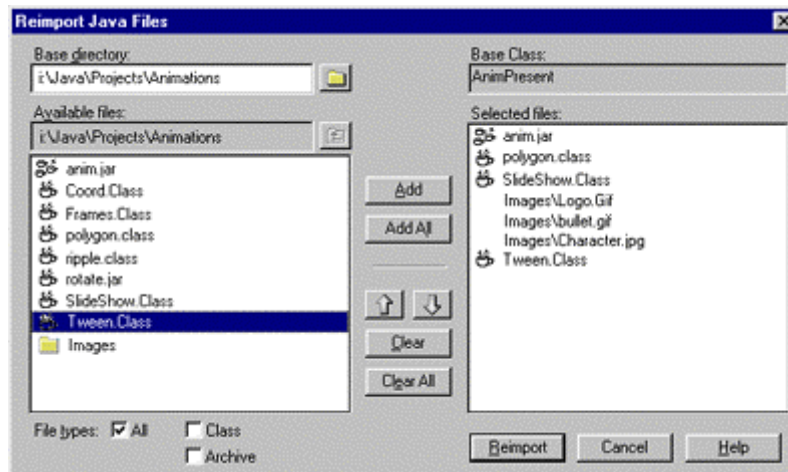 Reimport Java Files
Base directory:
i:\Java\Projects\Animations
Available files:
i:\Java\Projects\Animations
anim.jar
Coord.Class
Frames.Class
polygon.class
ripple.class
rotate.jar
SlideShow.Class
Tween.Class
Images
File types: All Class
Archive
Add
Add All
Clear
Clear All
Base Class:
AnimPresent
Selected files:
anim.jar
polygon.class
SlideShow.Class
Images\Logo.Gif
Images\bullet.gif
Images\Character.jpg
Tween.Class
Reimport Cancel Help